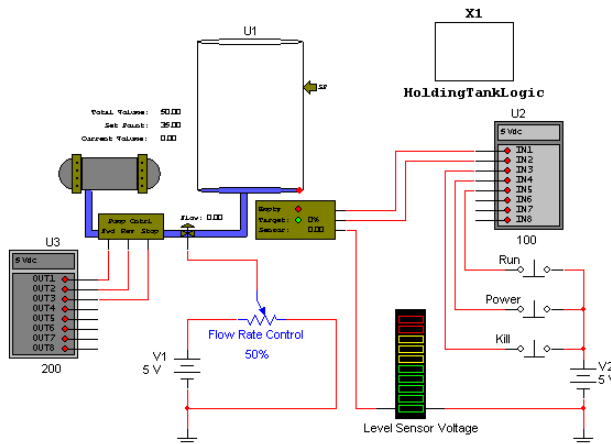 X1
HoldingTankLogic
U1
SP
Total Volume: 50.00
Set Point: 35.00
Current Volume: 0.00
U2
5 Vdc
IN1
IN2
IN3
IN4
IN5
IN6
IN7
IN8
100
Flow: 0.00
Pump Cntrl
Fwd Rev Stop
Empty
Target: 0%
Sensor: 0.00
U3
5 Vdc
OUT1
OUT2
OUT3
OUT4
OUT5
OUT6
OUT7
OUT8
200
Run
Power
Kill
Flow Rate Control
50%
V1
5 V
V2
5 V
Level Sensor Voltage